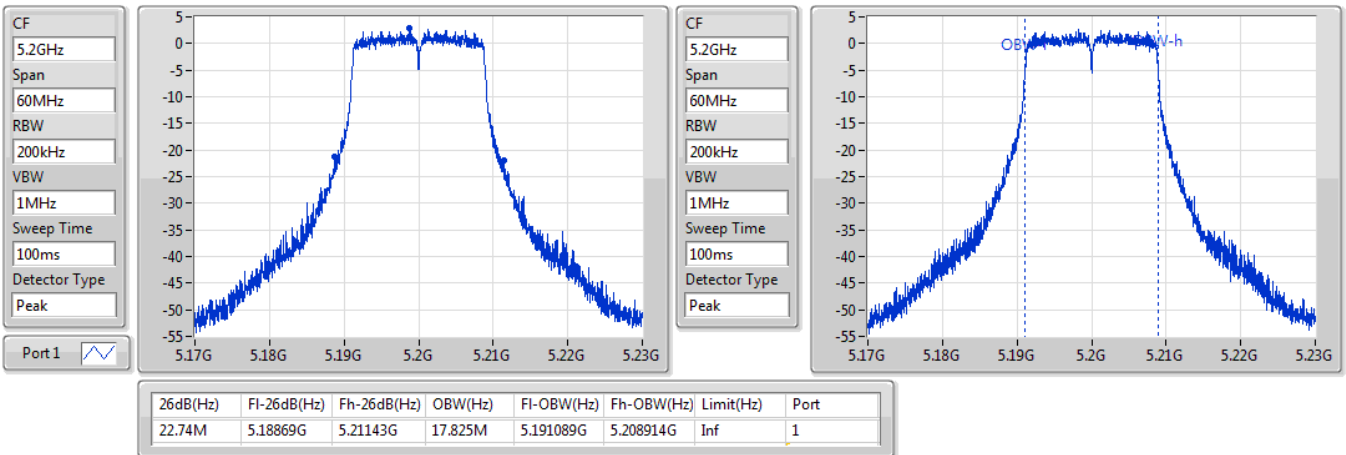 CF
5.2GHz
Span
60MHz
RBW
200kHz
VBW
1MHz
Sweep Time
100ms
Detector Type
Peak
Port 1
5
0
-5
-10
-15
-20
-25
-30
-35
-40
-45
-50
-55
5.17G 5.18G 5.19G 5.2G 5.21G 5.22G 5.23G
CF
5.2GHz
Span
60MHz
RBW
200kHz
VBW
1MHz
Sweep Time
100ms
Detector Type
Peak
5
0
-5
-10
-15
-20
-25
-30
-35
-40
-45
-50
-55
5.17G 5.18G 5.19G 5.2G 5.21G 5.22G 5.23G
26dB(Hz) Fl-26dB(Hz) Fh-26dB(Hz) OBW(Hz) Fl-OBW(Hz) Fh-OBW(Hz) Limit(Hz) Port
22.74M 5.18869G 5.21143G 17.825M 5.191089G 5.208914G Inf 1